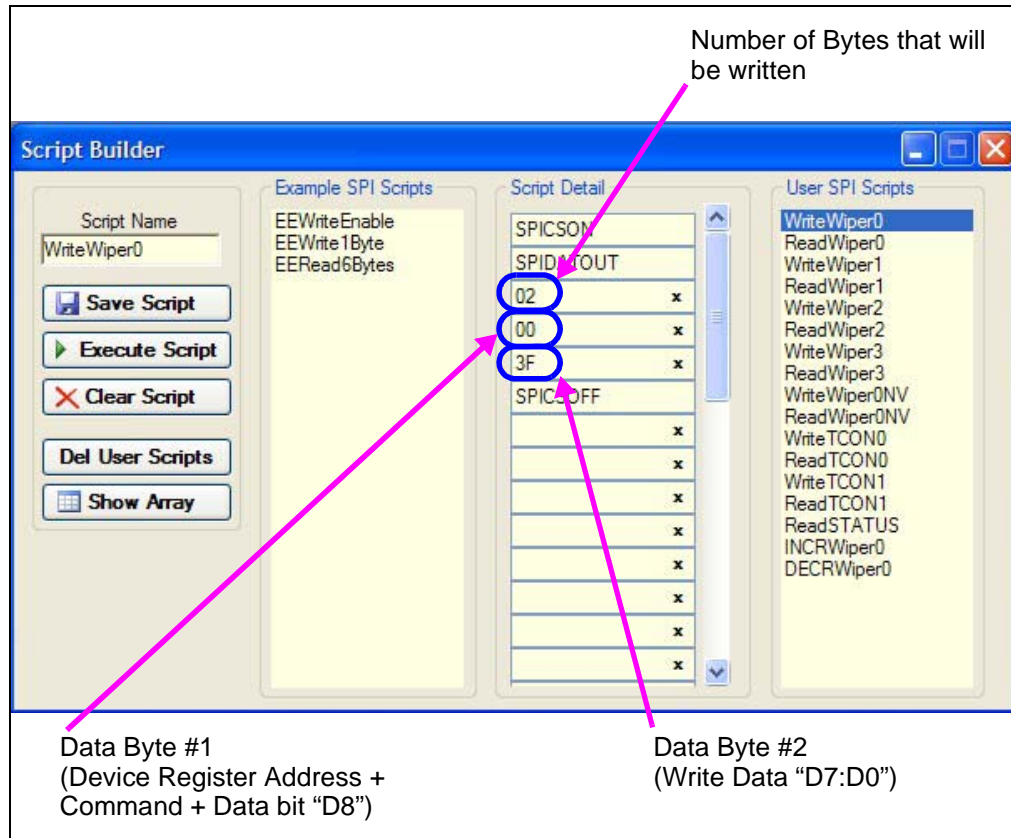 Number of Bytes that will
be written
Script Builder
Script Name
WriteWiper0
Save Script
Execute Script
Clear Script
Del User Scripts
Show Array
Example SPI Scripts
EEWriteEnable
EEWrite1Byte
EERead6Bytes
Script Detail
SPICSON
SPIDATOUT
02 x
00 x
3F x
SPICSOFF
x
x
x
x
x
x
x
x
User SPI Scripts
WriteWiper0
ReadWiper0
WriteWiper1
ReadWiper1
WriteWiper2
ReadWiper2
WriteWiper3
ReadWiper3
WriteWiper0NV
ReadWiper0NV
WriteTCON0
ReadTCON0
WriteTCON1
ReadTCON1
ReadSTATUS
INCRWiper0
DECRWiper0
Data Byte #1
(Device Register Address +
Command + Data bit “D8”)
Data Byte #2
(Write Data “D7:D0”)